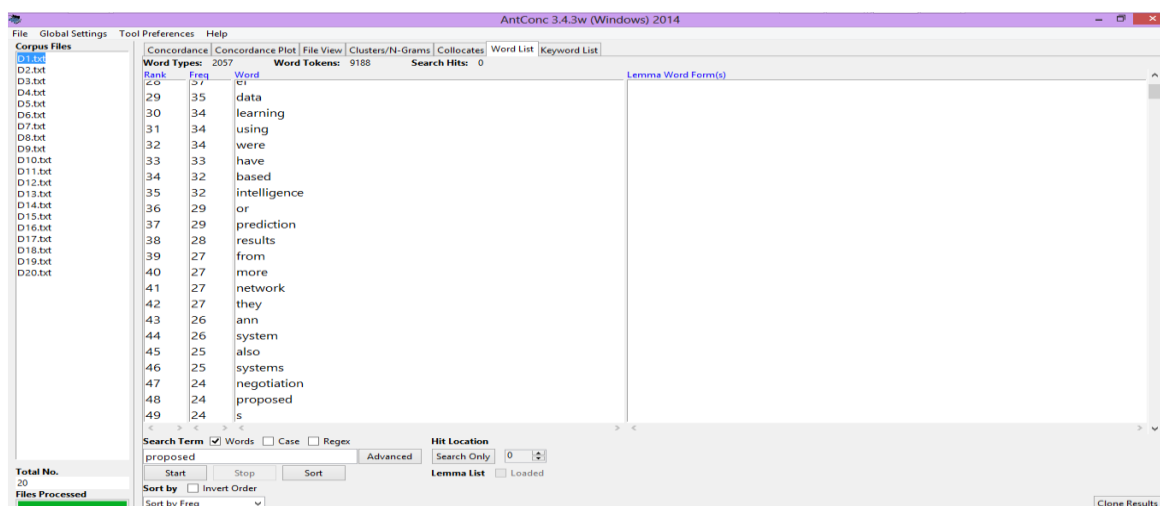 AntConc 3.4.3w (Windows) 2014
File Global Settings Tool Preferences Help
Corpus Files
D1.txt
D2.txt
D3.txt
D4.txt
D5.txt
D6.txt
D7.txt
D8.txt
D9.txt
D10.txt
D11.txt
D12.txt
D13.txt
D14.txt
D15.txt
D16.txt
D17.txt
D18.txt
D19.txt
D20.txt
Total No.
20
Files Processed
Concordance Concordance Plot File View Clusters/N-Grams Collocates Word List Keyword List
Word Types: 2057 Word Tokens: 9188 Search Hits: 0
Rank Freq Word Lemma Word Form(s)
28 37 ei
29 35 data
30 34 learning
31 34 using
32 34 were
33 33 have
34 32 based
35 32 intelligence
36 29 or
37 29 prediction
38 28 results
39 27 from
40 27 more
41 27 network
42 27 they
43 26 ann
44 26 system
45 25 also
46 25 systems
47 24 negotiation
48 24 proposed
49 24 s
Search Term Words Case Regex Hit Location
proposed Advanced Search Only 0
Start Stop Sort Lemma List Loaded
Sort by Invert Order
Sort by Freq Clone Results